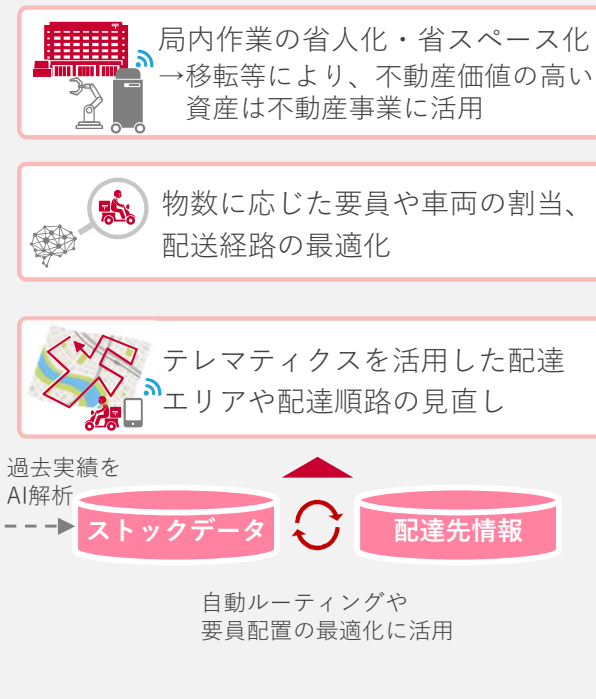 局内作業の省人化・省スペース化
→移転等により、不動産価値の高い
資産は不動産事業に活用
物数に応じた要員や車両の割当、
配送経路の最適化
テレマティクスを活用した配達
エリアや配達順路の見直し
過去実績を
AI解析
ストックデータ
配達先情報
自動ルーティングや
要員配置の最適化に活用